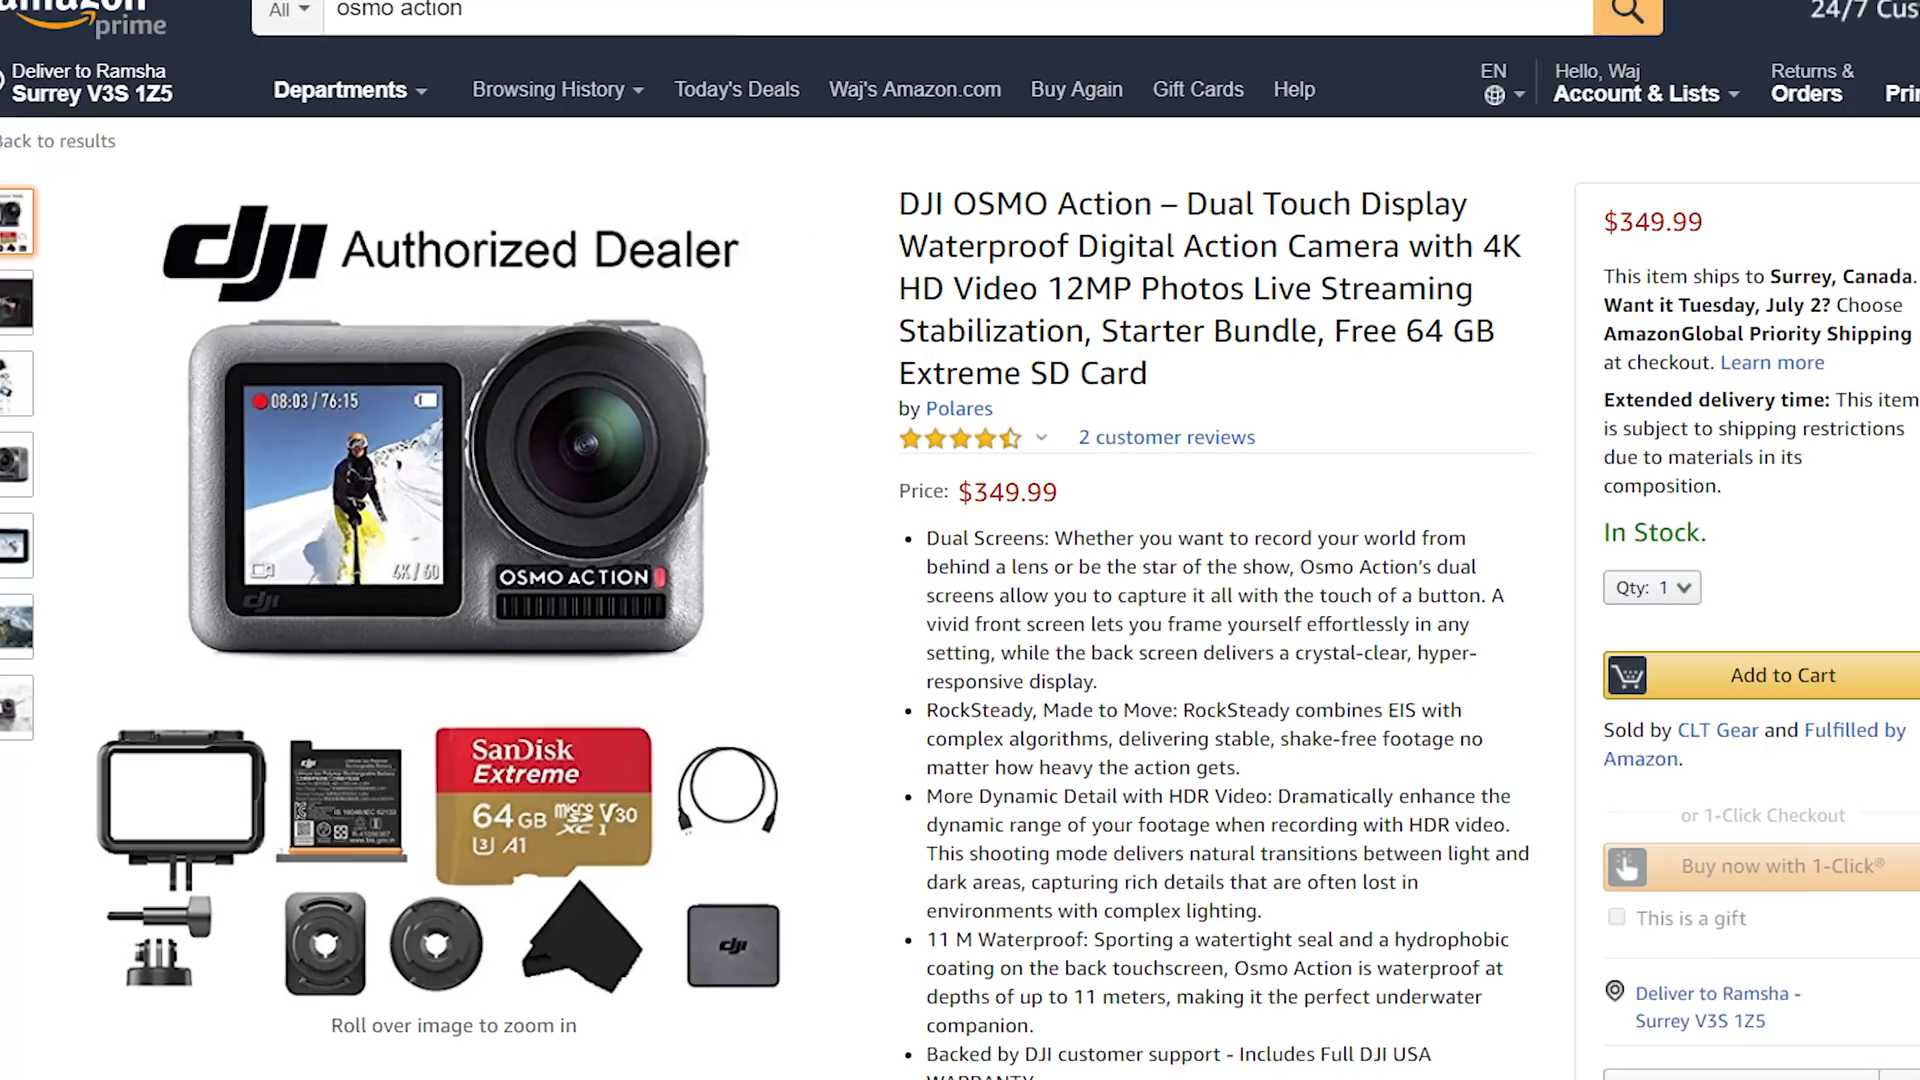 amazon
prime
All
osmo action
24/7 Cus
Deliver to Ramsha
Surrey V3S 1Z5
Departments
Browsing History
Today's Deals
Waj's Amazon.com
Buy Again
Gift Cards
Help
EN
Hello, Waj
Account & Lists
Returns &
Orders
Pri
Back to results
dji Authorized Dealer
08:03 / 76:15
4K / 60
dji
OSMO ACTION
SanDisk
Extreme
64GB micro SD XC I V30
U3 A1
dji
dji
Roll over image to zoom in
DJI OSMO Action – Dual Touch Display
Waterproof Digital Action Camera with 4K
HD Video 12MP Photos Live Streaming
Stabilization, Starter Bundle, Free 64 GB
Extreme SD Card
by Polares
2 customer reviews
Price: $349.99
• Dual Screens: Whether you want to record your world from
behind a lens or be the star of the show, Osmo Action's dual
screens allow you to capture it all with the touch of a button. A
vivid front screen lets you frame yourself effortlessly in any
setting, while the back screen delivers a crystal-clear, hyper-
responsive display.
• RockSteady, Made to Move: RockSteady combines EIS with
complex algorithms, delivering stable, shake-free footage no
matter how heavy the action gets.
• More Dynamic Detail with HDR Video: Dramatically enhance the
dynamic range of your footage when recording with HDR video.
This shooting mode delivers natural transitions between light and
dark areas, capturing rich details that are often lost in
environments with complex lighting.
• 11 M Waterproof: Sporting a watertight seal and a hydrophobic
coating on the back touchscreen, Osmo Action is waterproof at
depths of up to 11 meters, making it the perfect underwater
companion.
• Backed by DJI customer support - Includes Full DJI USA
WARRANTY
$349.99
This item ships to Surrey, Canada.
Want it Tuesday, July 2? Choose
AmazonGlobal Priority Shipping
at checkout. Learn more
Extended delivery time: This item
is subject to shipping restrictions
due to materials in its
composition.
In Stock.
Qty: 1
Add to Cart
Sold by CLT Gear and Fulfilled by
Amazon.
or 1-Click Checkout
Buy now with 1-Click®
This is a gift
Deliver to Ramsha -
Surrey V3S 1Z5